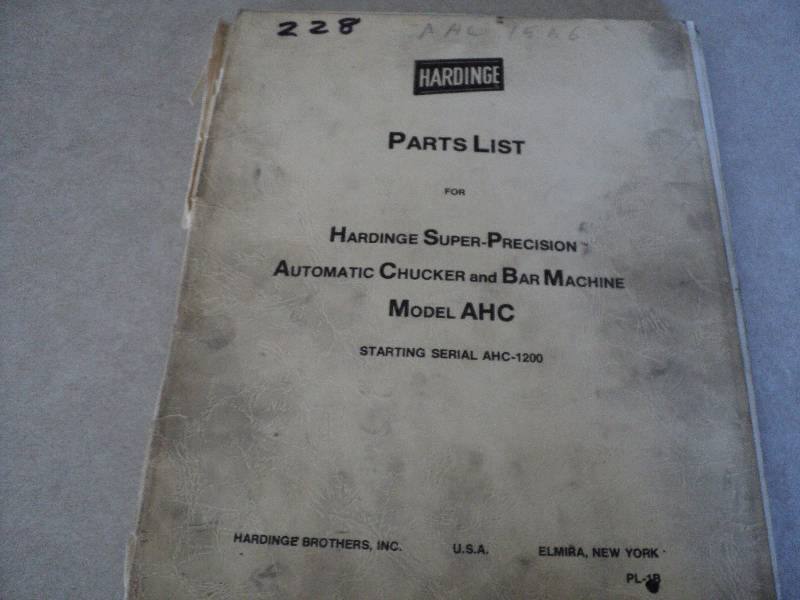 228
HARDINGE
PARTS LIST
FOR
HARDINGE SUPER-PRECISION™
AUTOMATIC CHUCKER and BAR MACHINE
MODEL AHC
STARTING SERIAL AHC-1200
HARDINGE BROTHERS, INC. U.S.A. ELMIRA, NEW YORK